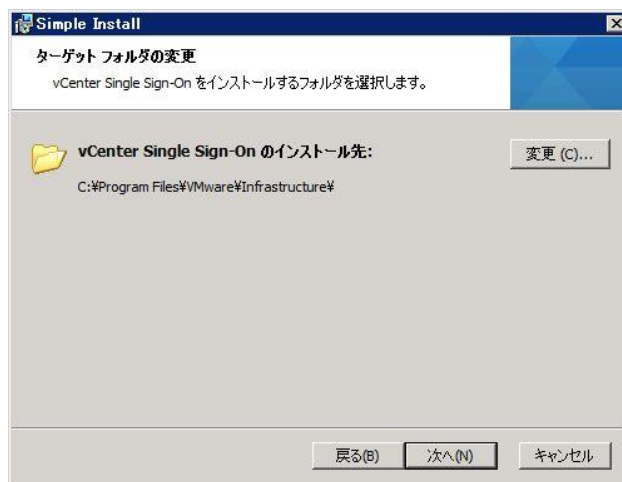 Simple Install
ターゲット フォルダの変更
vCenter Single Sign-On をインストールするフォルダを選択します。
vCenter Single Sign-On のインストール先:
変更 (C)...
C:¥Program Files¥VMware¥Infrastructure¥
戻る(B)
次へ(N)
キャンセル